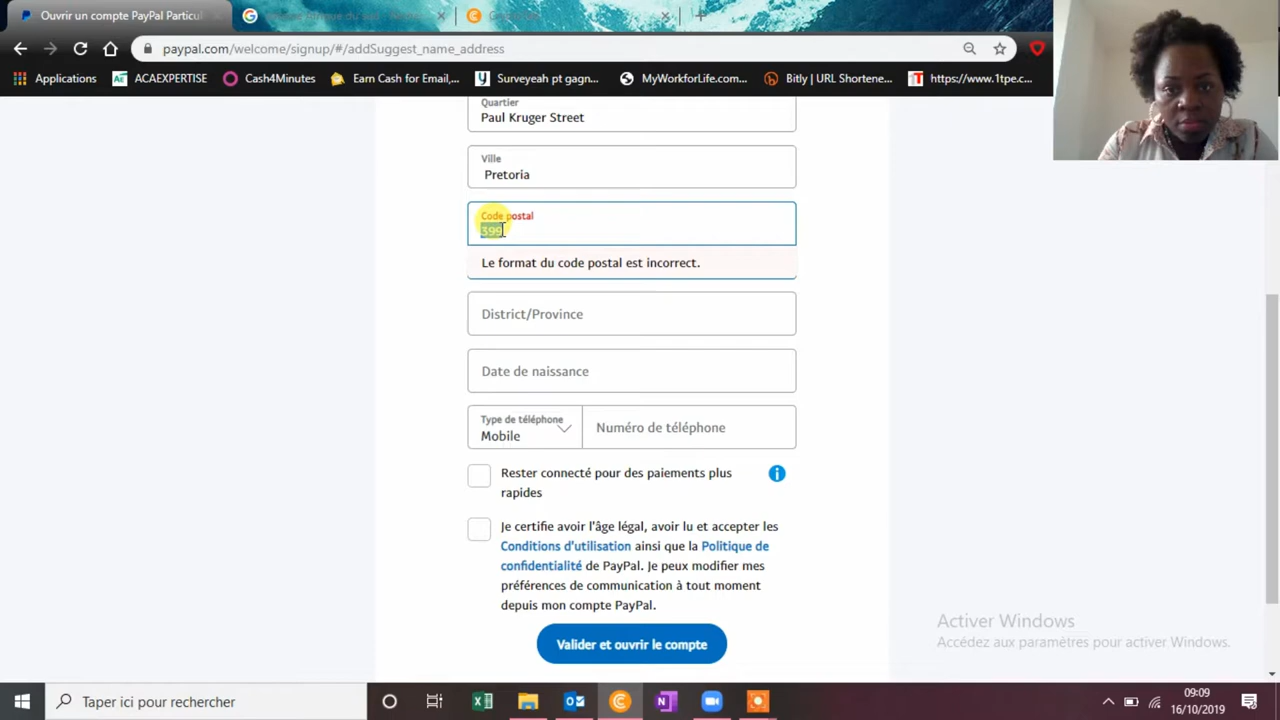 Ouvrir un compte PayPal Particul
paypal.com/welcome/signup/#/addSuggest_name_address
Applications
ACAEXPERTISE
Cash4Minutes
Earn Cash for Email,...
Surveyeah pt gagn...
MyWorkforLife.com...
Bitly | URL Shortene...
https://www.1tpe.c...
Quartier
Paul Kruger Street
Ville
Pretoria
Code postal
399
Le format du code postal est incorrect.
District/Province
Date de naissance
Type de téléphone
Mobile
Numéro de téléphone
Rester connecté pour des paiements plus
rapides
Je certifie avoir l'âge légal, avoir lu et accepter les
Conditions d'utilisation ainsi que la Politique de
confidentialité de PayPal. Je peux modifier mes
préférences de communication à tout moment
depuis mon compte PayPal.
Valider et ouvrir le compte
Activer Windows
Accédez aux paramètres pour activer Windows.
Taper ici pour rechercher
09:09
16/10/2019